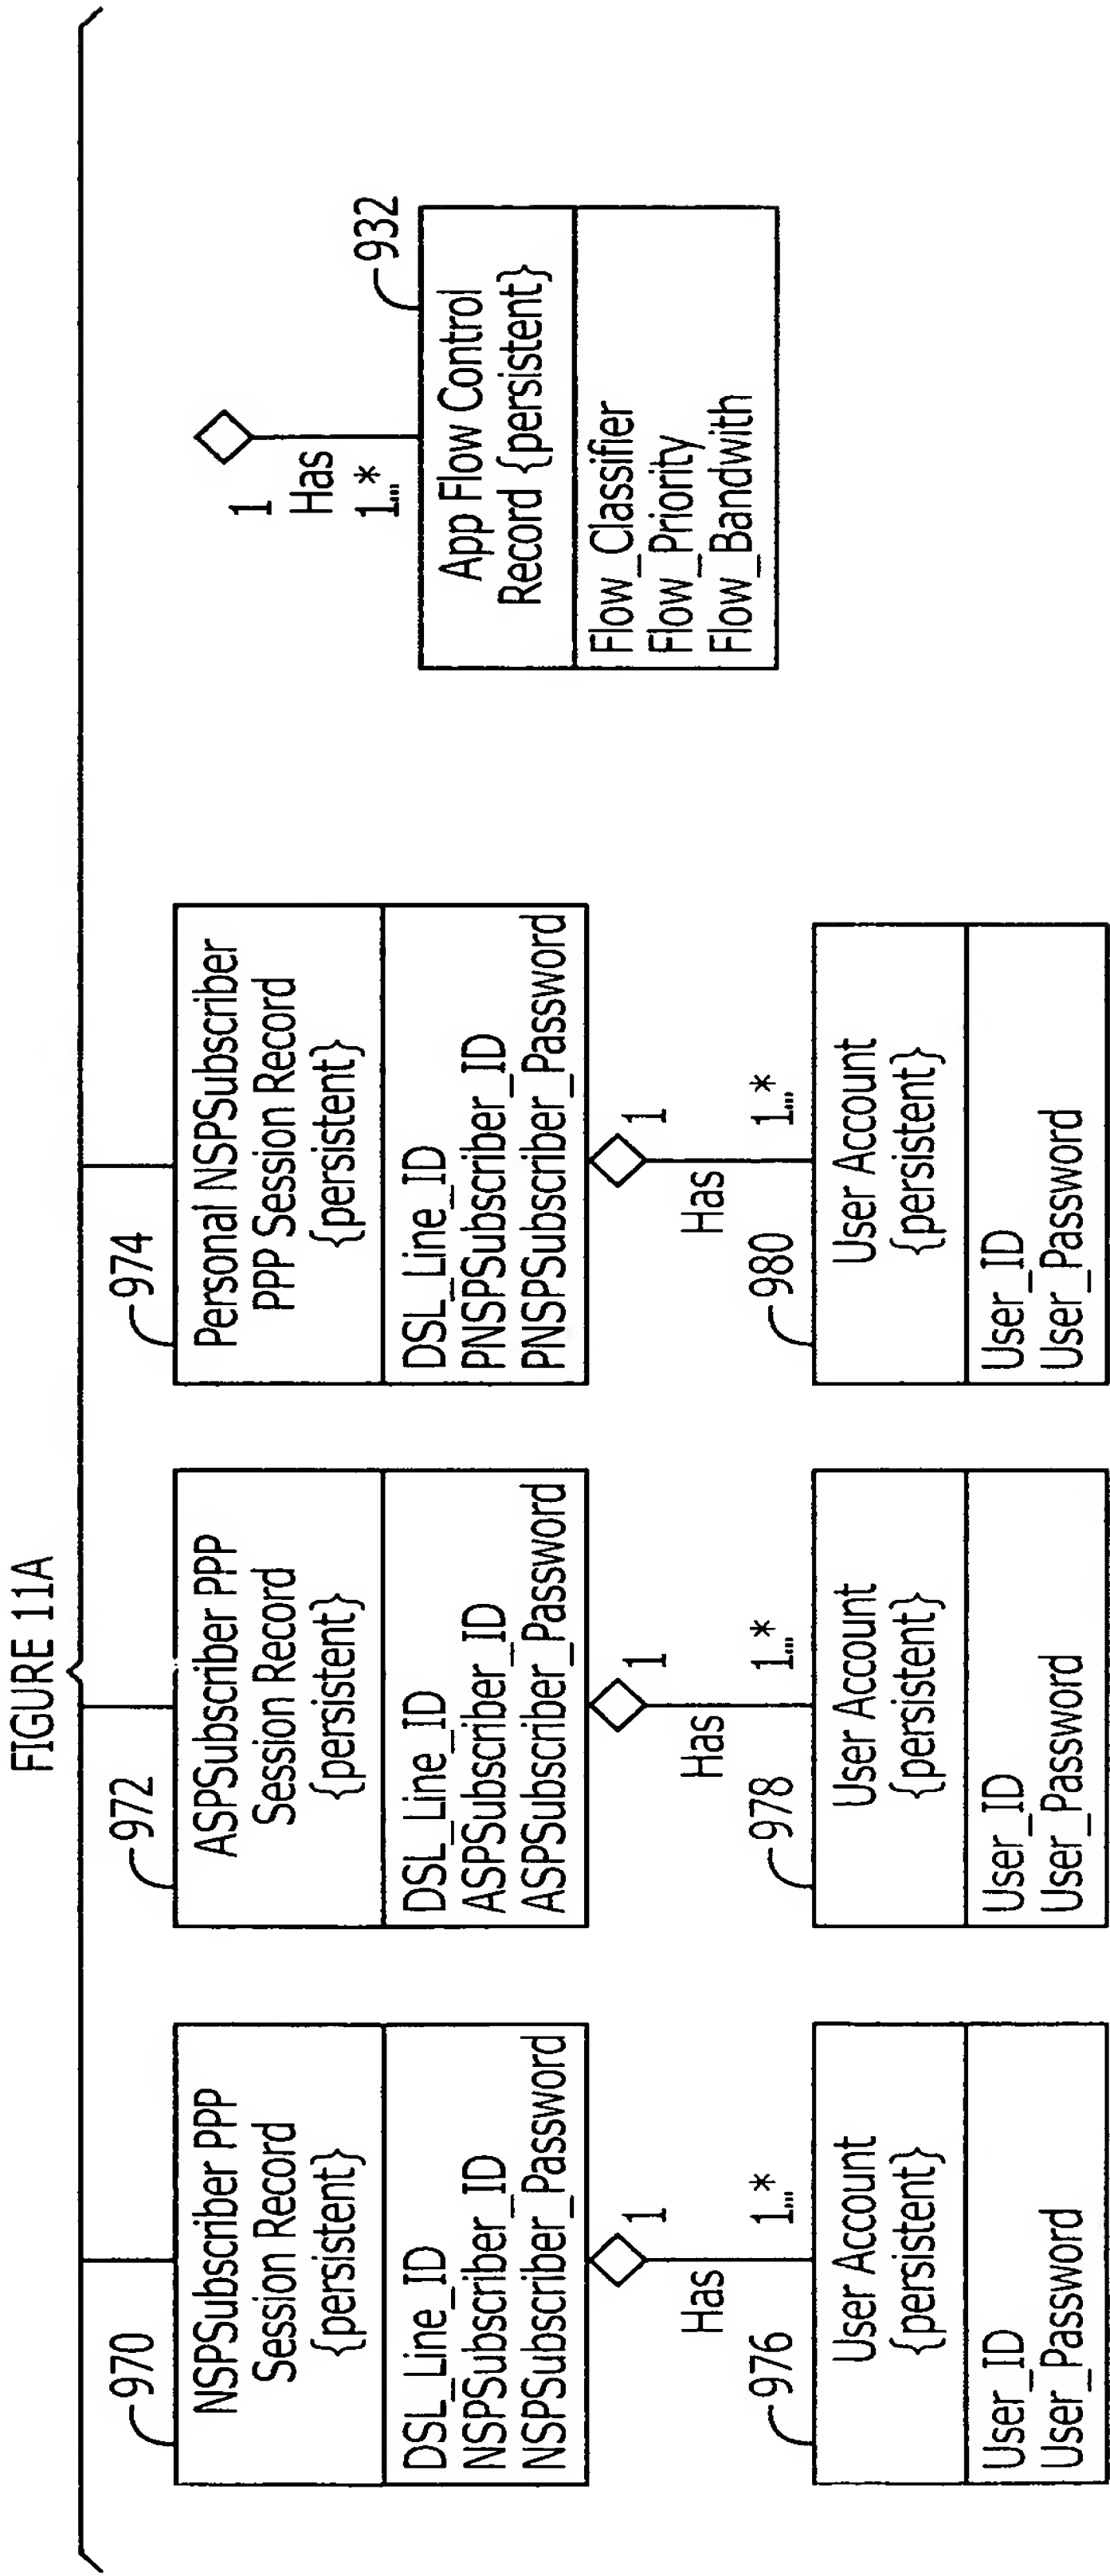 FIGURE 11A
970
NSPSubscriber PPP
Session Record
{persistent}
DSL_Line_ID
NSPSubscriber_ID
NSPSubscriber_Password
1
Has
1...*
976
User Account
{persistent}
User_ID
User_Password
972
ASPSubscriber PPP
Session Record
{persistent}
DSL_Line_ID
ASPSubscriber_ID
ASPSubscriber_Password
1
Has
1...*
978
User Account
{persistent}
User_ID
User_Password
974
Personal NSPSubscriber
PPP Session Record
{persistent}
DSL_Line_ID
PNSPSubscriber_ID
PNSPSubscriber_Password
1
Has
1...*
980
User Account
{persistent}
User_ID
User_Password
1
Has
1...*
932
App Flow Control
Record {persistent}
Flow_Classifier
Flow_Priority
Flow_Bandwith